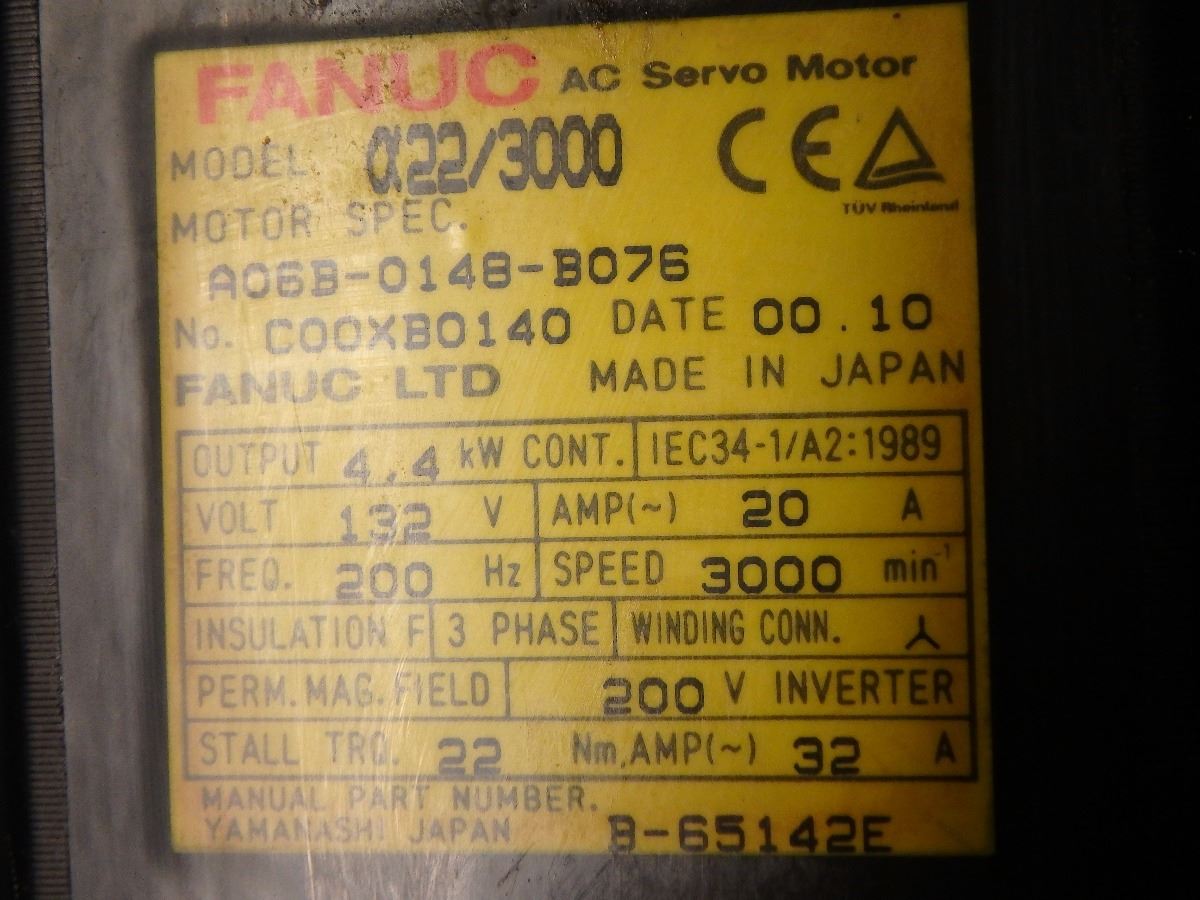 FANUC AC Servo Motor
MODEL α22/3000 CE
TÜV Rheinland
MOTOR SPEC.
A06B-0148-B076
No. C00XB0140 DATE 00.10
FANUC LTD MADE IN JAPAN
OUTPUT 4.4 kW CONT. IEC34-1/A2:1989
VOLT 132 V AMP(~) 20 A
FREQ. 200 Hz SPEED 3000 min⁻¹
INSULATION F 3 PHASE WINDING CONN.
PERM. MAG. FIELD 200 V INVERTER
STALL TRQ. 22 Nm, AMP(~) 32 A
MANUAL PART NUMBER.
YAMANASHI JAPAN B-65142E